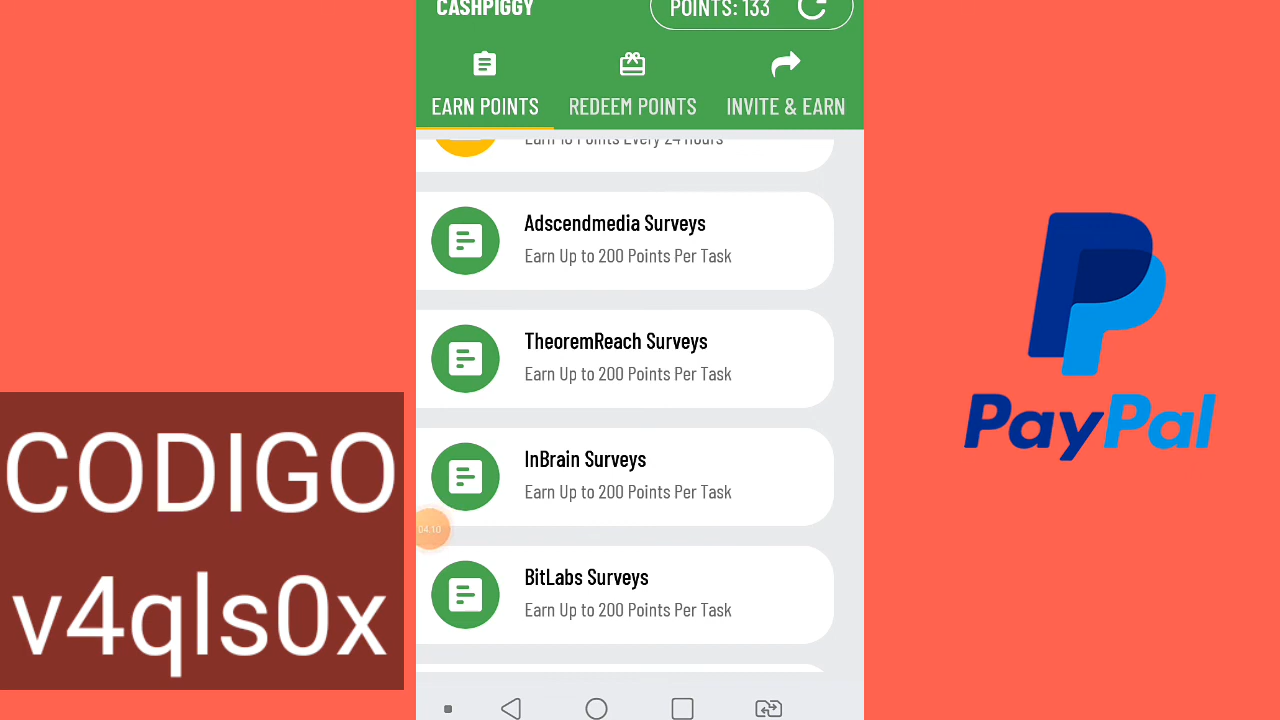 CASHPIGGY
POINTS: 133
EARN POINTS
REDEEM POINTS
INVITE & EARN
Earn 10 Points Every 24 Hours
Adscendmedia Surveys
Earn Up to 200 Points Per Task
TheoremReach Surveys
Earn Up to 200 Points Per Task
InBrain Surveys
Earn Up to 200 Points Per Task
04:10
BitLabs Surveys
Earn Up to 200 Points Per Task
CODIGO
v4qls0x
PayPal